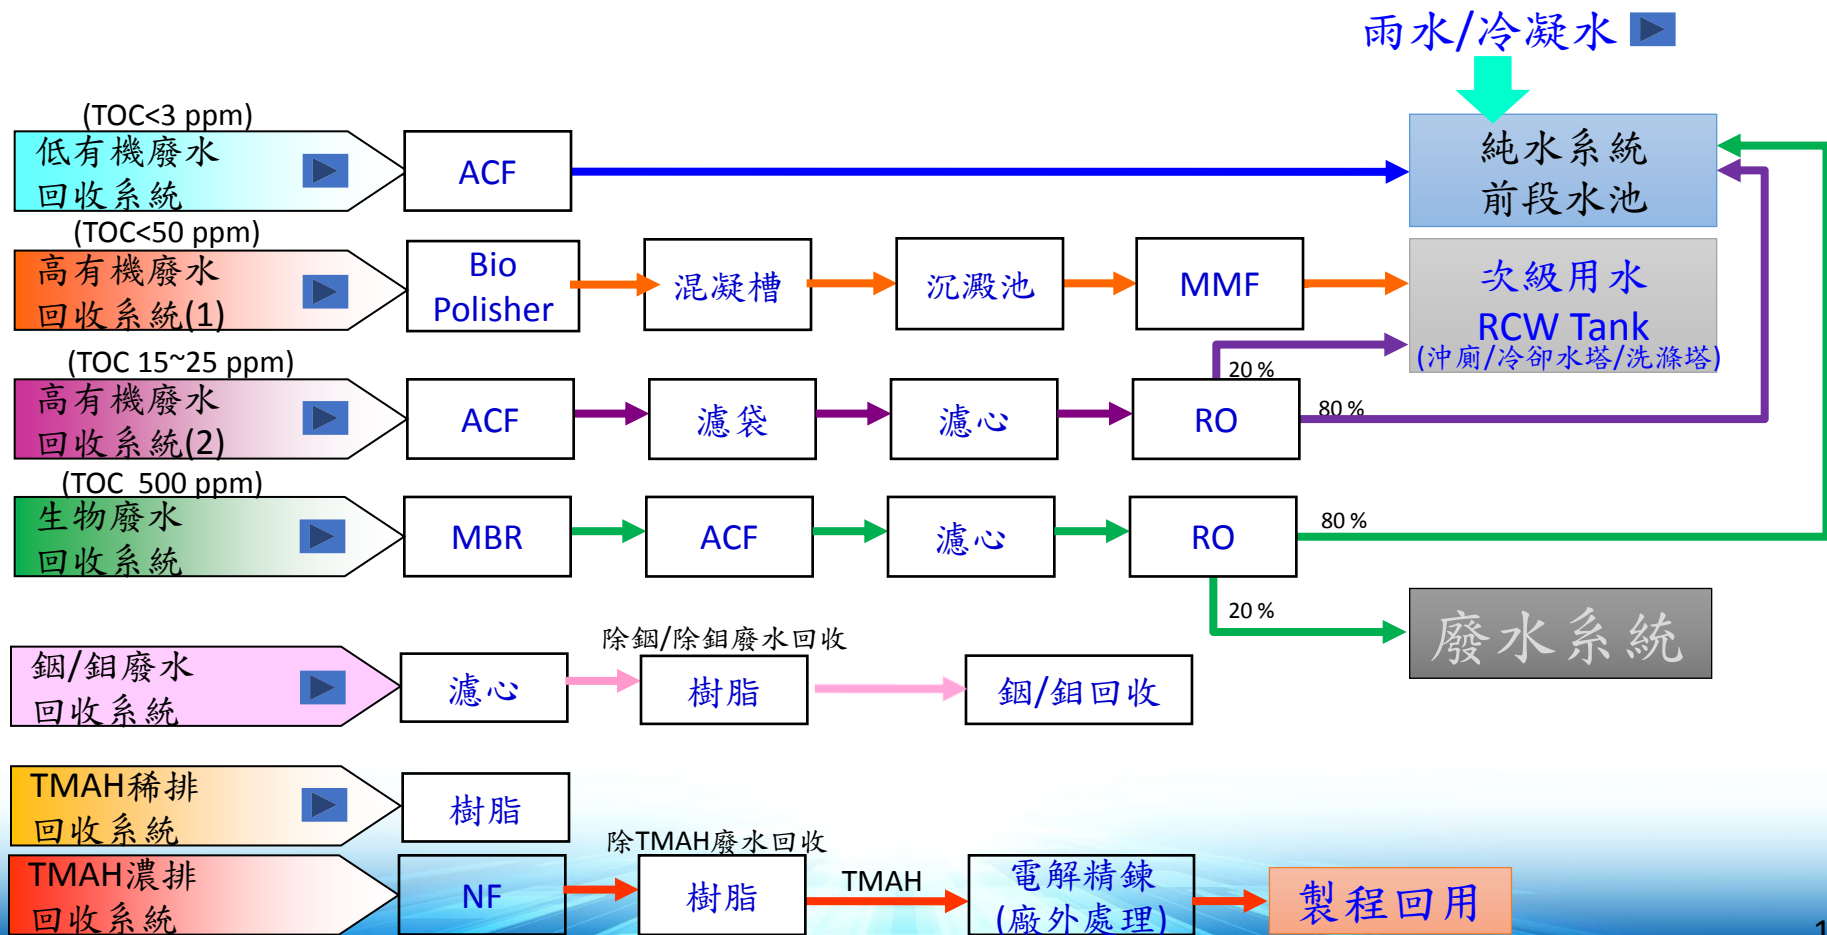 雨水/冷凝水
(TOC<3 ppm)
低有機廢水
回收系統
ACF
純水系統
前段水池
(TOC<50 ppm)
高有機廢水
回收系統(1)
Bio
Polisher
混凝槽
沉澱池
MMF
次級用水
RCW Tank
(沖廁/冷卻水塔/洗滌塔)
(TOC 15~25 ppm)
高有機廢水
回收系統(2)
ACF
濾袋
濾心
RO
20 %
80 %
(TOC  500 ppm)
生物廢水
回收系統
MBR
ACF
濾心
RO
80 %
20 %
廢水系統
銦/鉬廢水
回收系統
濾心
除銦/除鉬廢水回收
樹脂
銦/鉬回收
TMAH稀排
回收系統
樹脂
TMAH濃排
回收系統
NF
除TMAH廢水回收
樹脂
TMAH
電解精鍊
(廠外處理)
製程回用
1